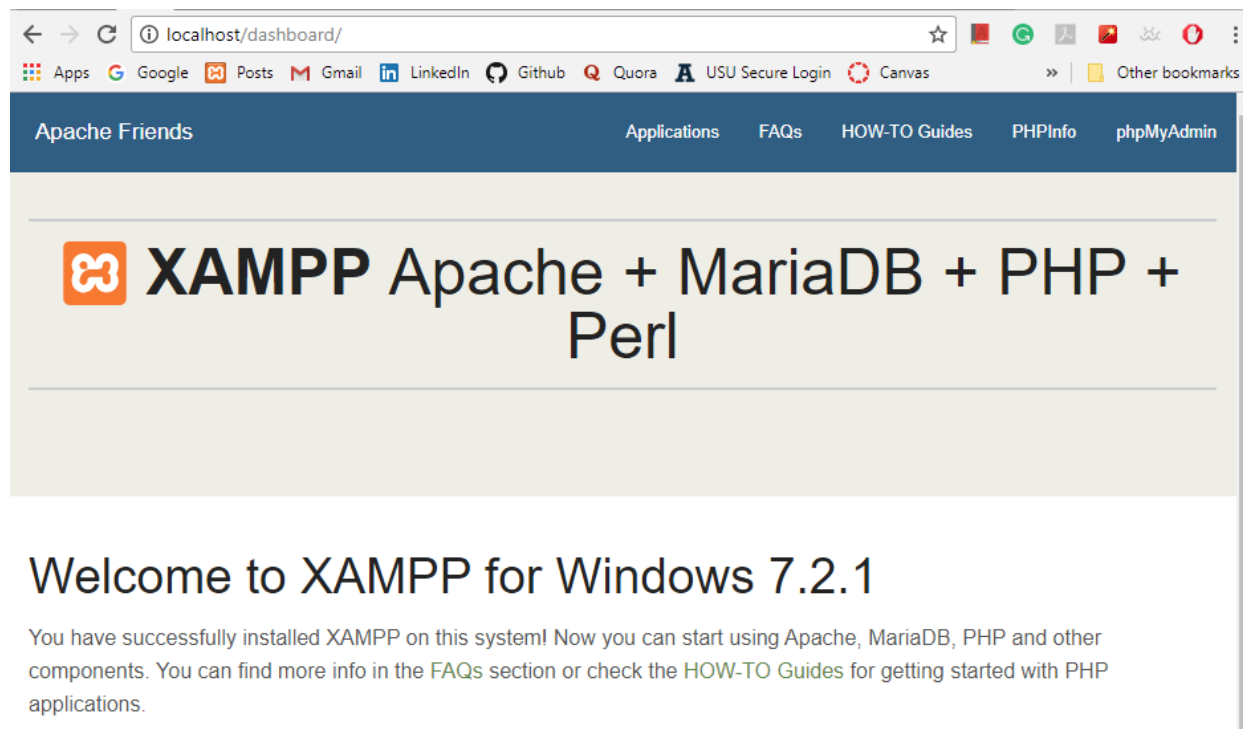 localhost/dashboard/
Apps Google Posts Gmail LinkedIn Github Quora USU Secure Login Canvas » Other bookmarks
Apache Friends Applications FAQs HOW-TO Guides PHPInfo phpMyAdmin
XAMPP Apache + MariaDB + PHP +
Perl
Welcome to XAMPP for Windows 7.2.1
You have successfully installed XAMPP on this system! Now you can start using Apache, MariaDB, PHP and other
components. You can find more info in the FAQs section or check the HOW-TO Guides for getting started with PHP
applications.